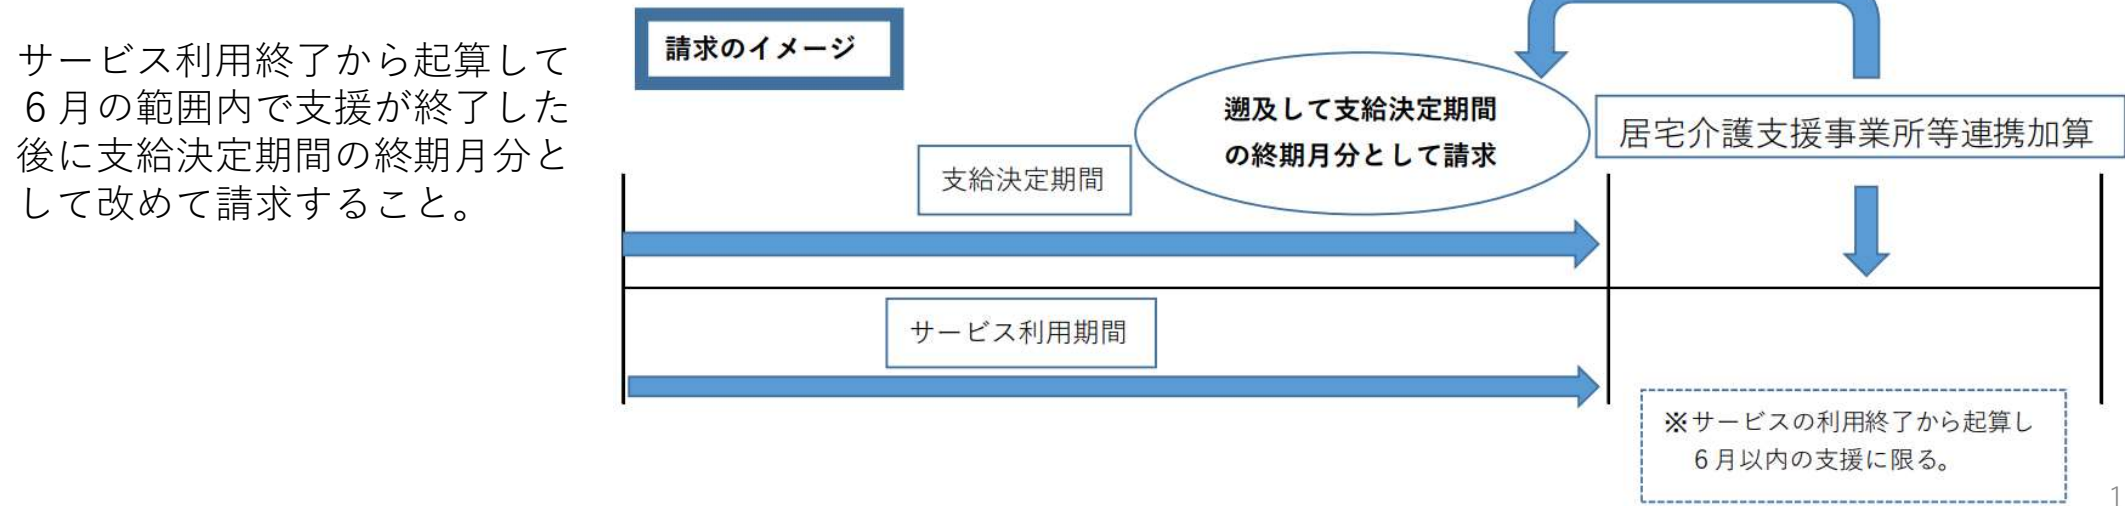 サービス利用終了から起算して
６月の範囲内で支援が終了した
後に支給決定期間の終期月分と
して改めて請求すること。
請求のイメージ
遡及して支給決定期間
の終期月分として請求
居宅介護支援事業所等連携加算
支給決定期間
サービス利用期間
※サービスの利用終了から起算し
６月以内の支援に限る。
1